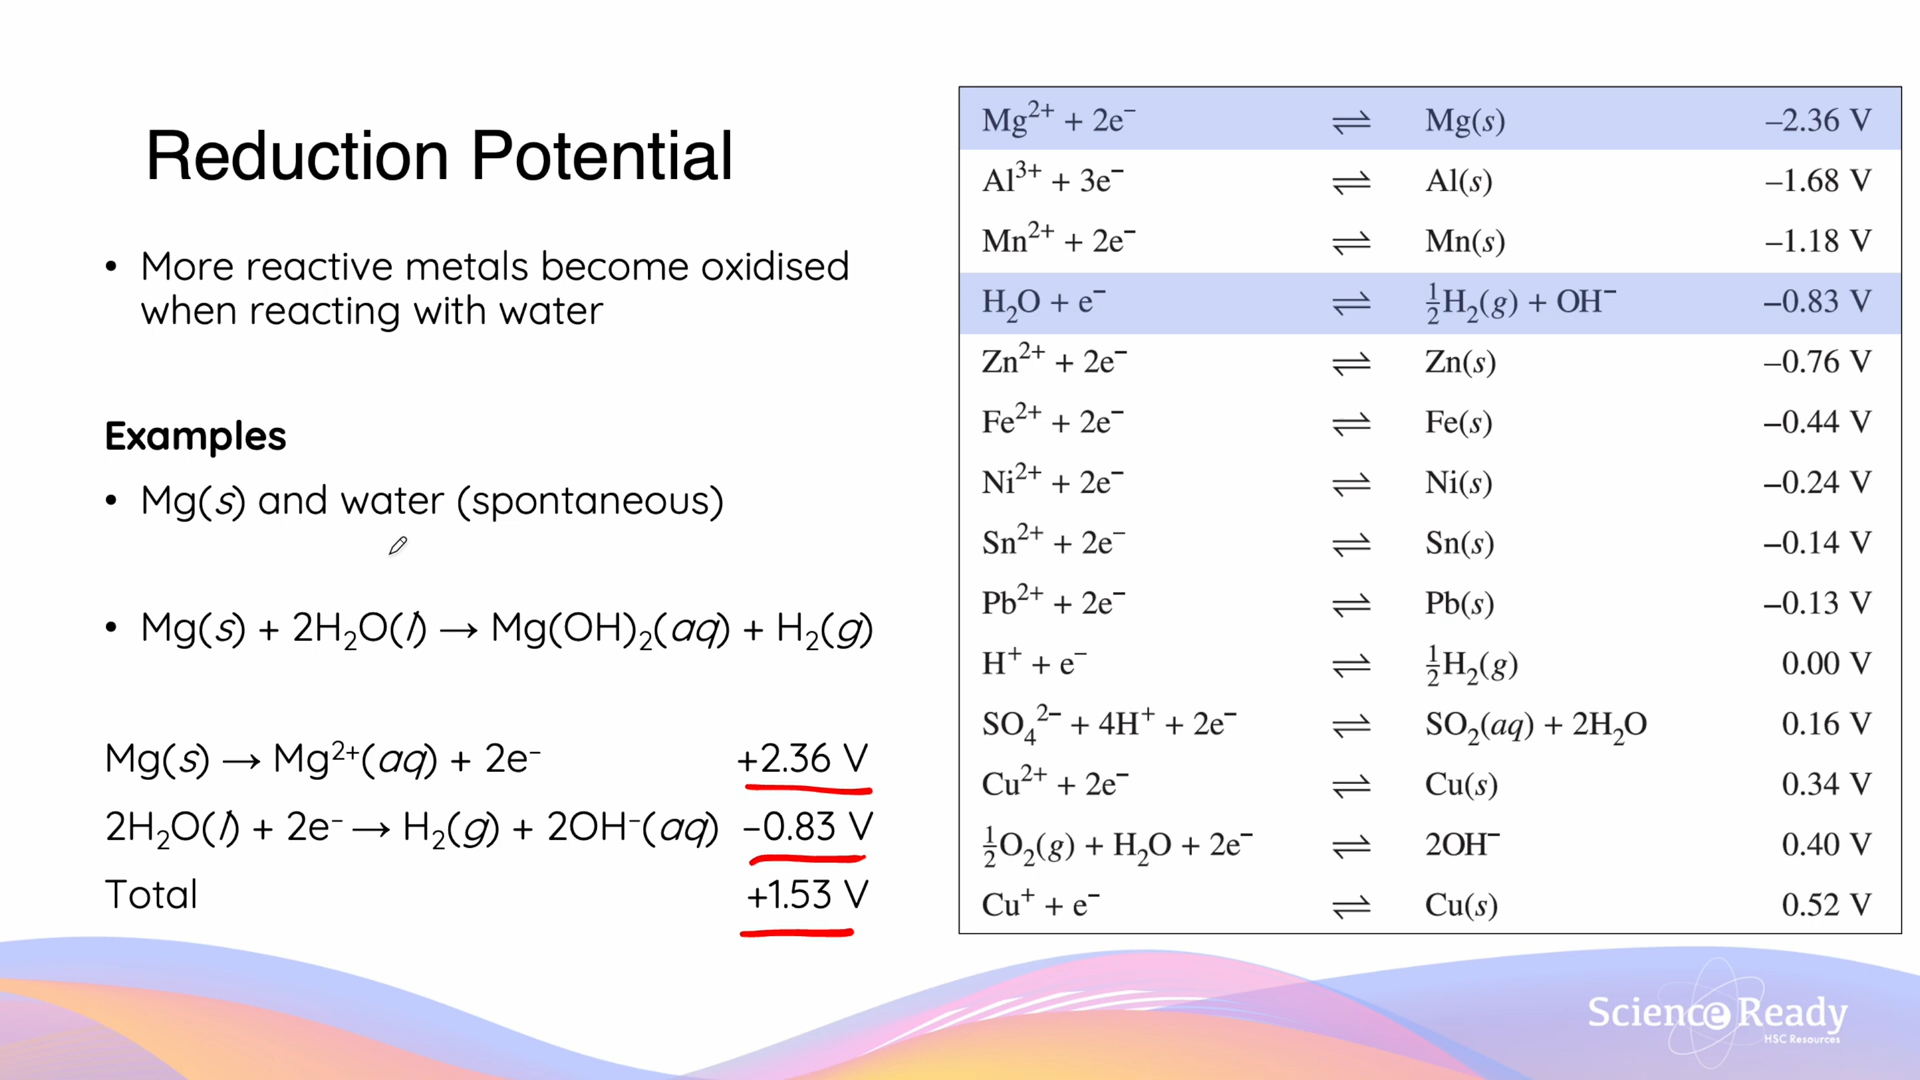 Reduction Potential
• More reactive metals become oxidised
when reacting with water
Examples
• Mg(s) and water (spontaneous)
• Mg(s) + 2H₂O(l) → Mg(OH)₂(aq) + H₂(g)
Mg(s) → Mg²⁺(aq) + 2e⁻ +2.36 V
2H₂O(l) + 2e⁻ → H₂(g) + 2OH⁻(aq) –0.83 V
Total +1.53 V
Mg²⁺ + 2e⁻ ⇌ Mg(s) –2.36 V
Al³⁺ + 3e⁻ ⇌ Al(s) –1.68 V
Mn²⁺ + 2e⁻ ⇌ Mn(s) –1.18 V
H₂O + e⁻ ⇌ ½H₂(g) + OH⁻ –0.83 V
Zn²⁺ + 2e⁻ ⇌ Zn(s) –0.76 V
Fe²⁺ + 2e⁻ ⇌ Fe(s) –0.44 V
Ni²⁺ + 2e⁻ ⇌ Ni(s) –0.24 V
Sn²⁺ + 2e⁻ ⇌ Sn(s) –0.14 V
Pb²⁺ + 2e⁻ ⇌ Pb(s) –0.13 V
H⁺ + e⁻ ⇌ ½H₂(g) 0.00 V
SO₄²⁻ + 4H⁺ + 2e⁻ ⇌ SO₂(aq) + 2H₂O 0.16 V
Cu²⁺ + 2e⁻ ⇌ Cu(s) 0.34 V
½O₂(g) + H₂O + 2e⁻ ⇌ 2OH⁻ 0.40 V
Cu⁺ + e⁻ ⇌ Cu(s) 0.52 V
Science Ready
HSC Resources